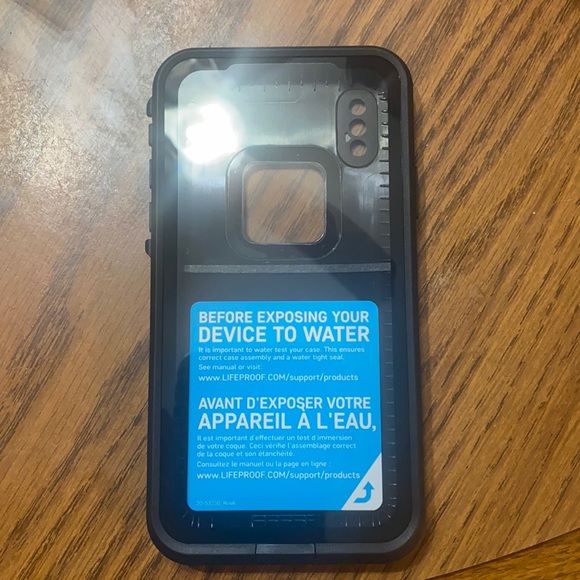 BEFORE EXPOSING YOUR
DEVICE TO WATER
It is important to water test your case. This ensures
correct case assembly and a water tight seal.
See manual or visit:
www.LIFEPROOF.COM/support/products
AVANT D'EXPOSER VOTRE
APPAREIL À L'EAU,
Il est important d'effectuer un test d'immersion
de votre coque. Ceci vérifie l'assemblage correct
de la coque et son étanchéité.
Consultez le manuel ou la page en ligne :
www.LIFEPROOF.COM/support/products